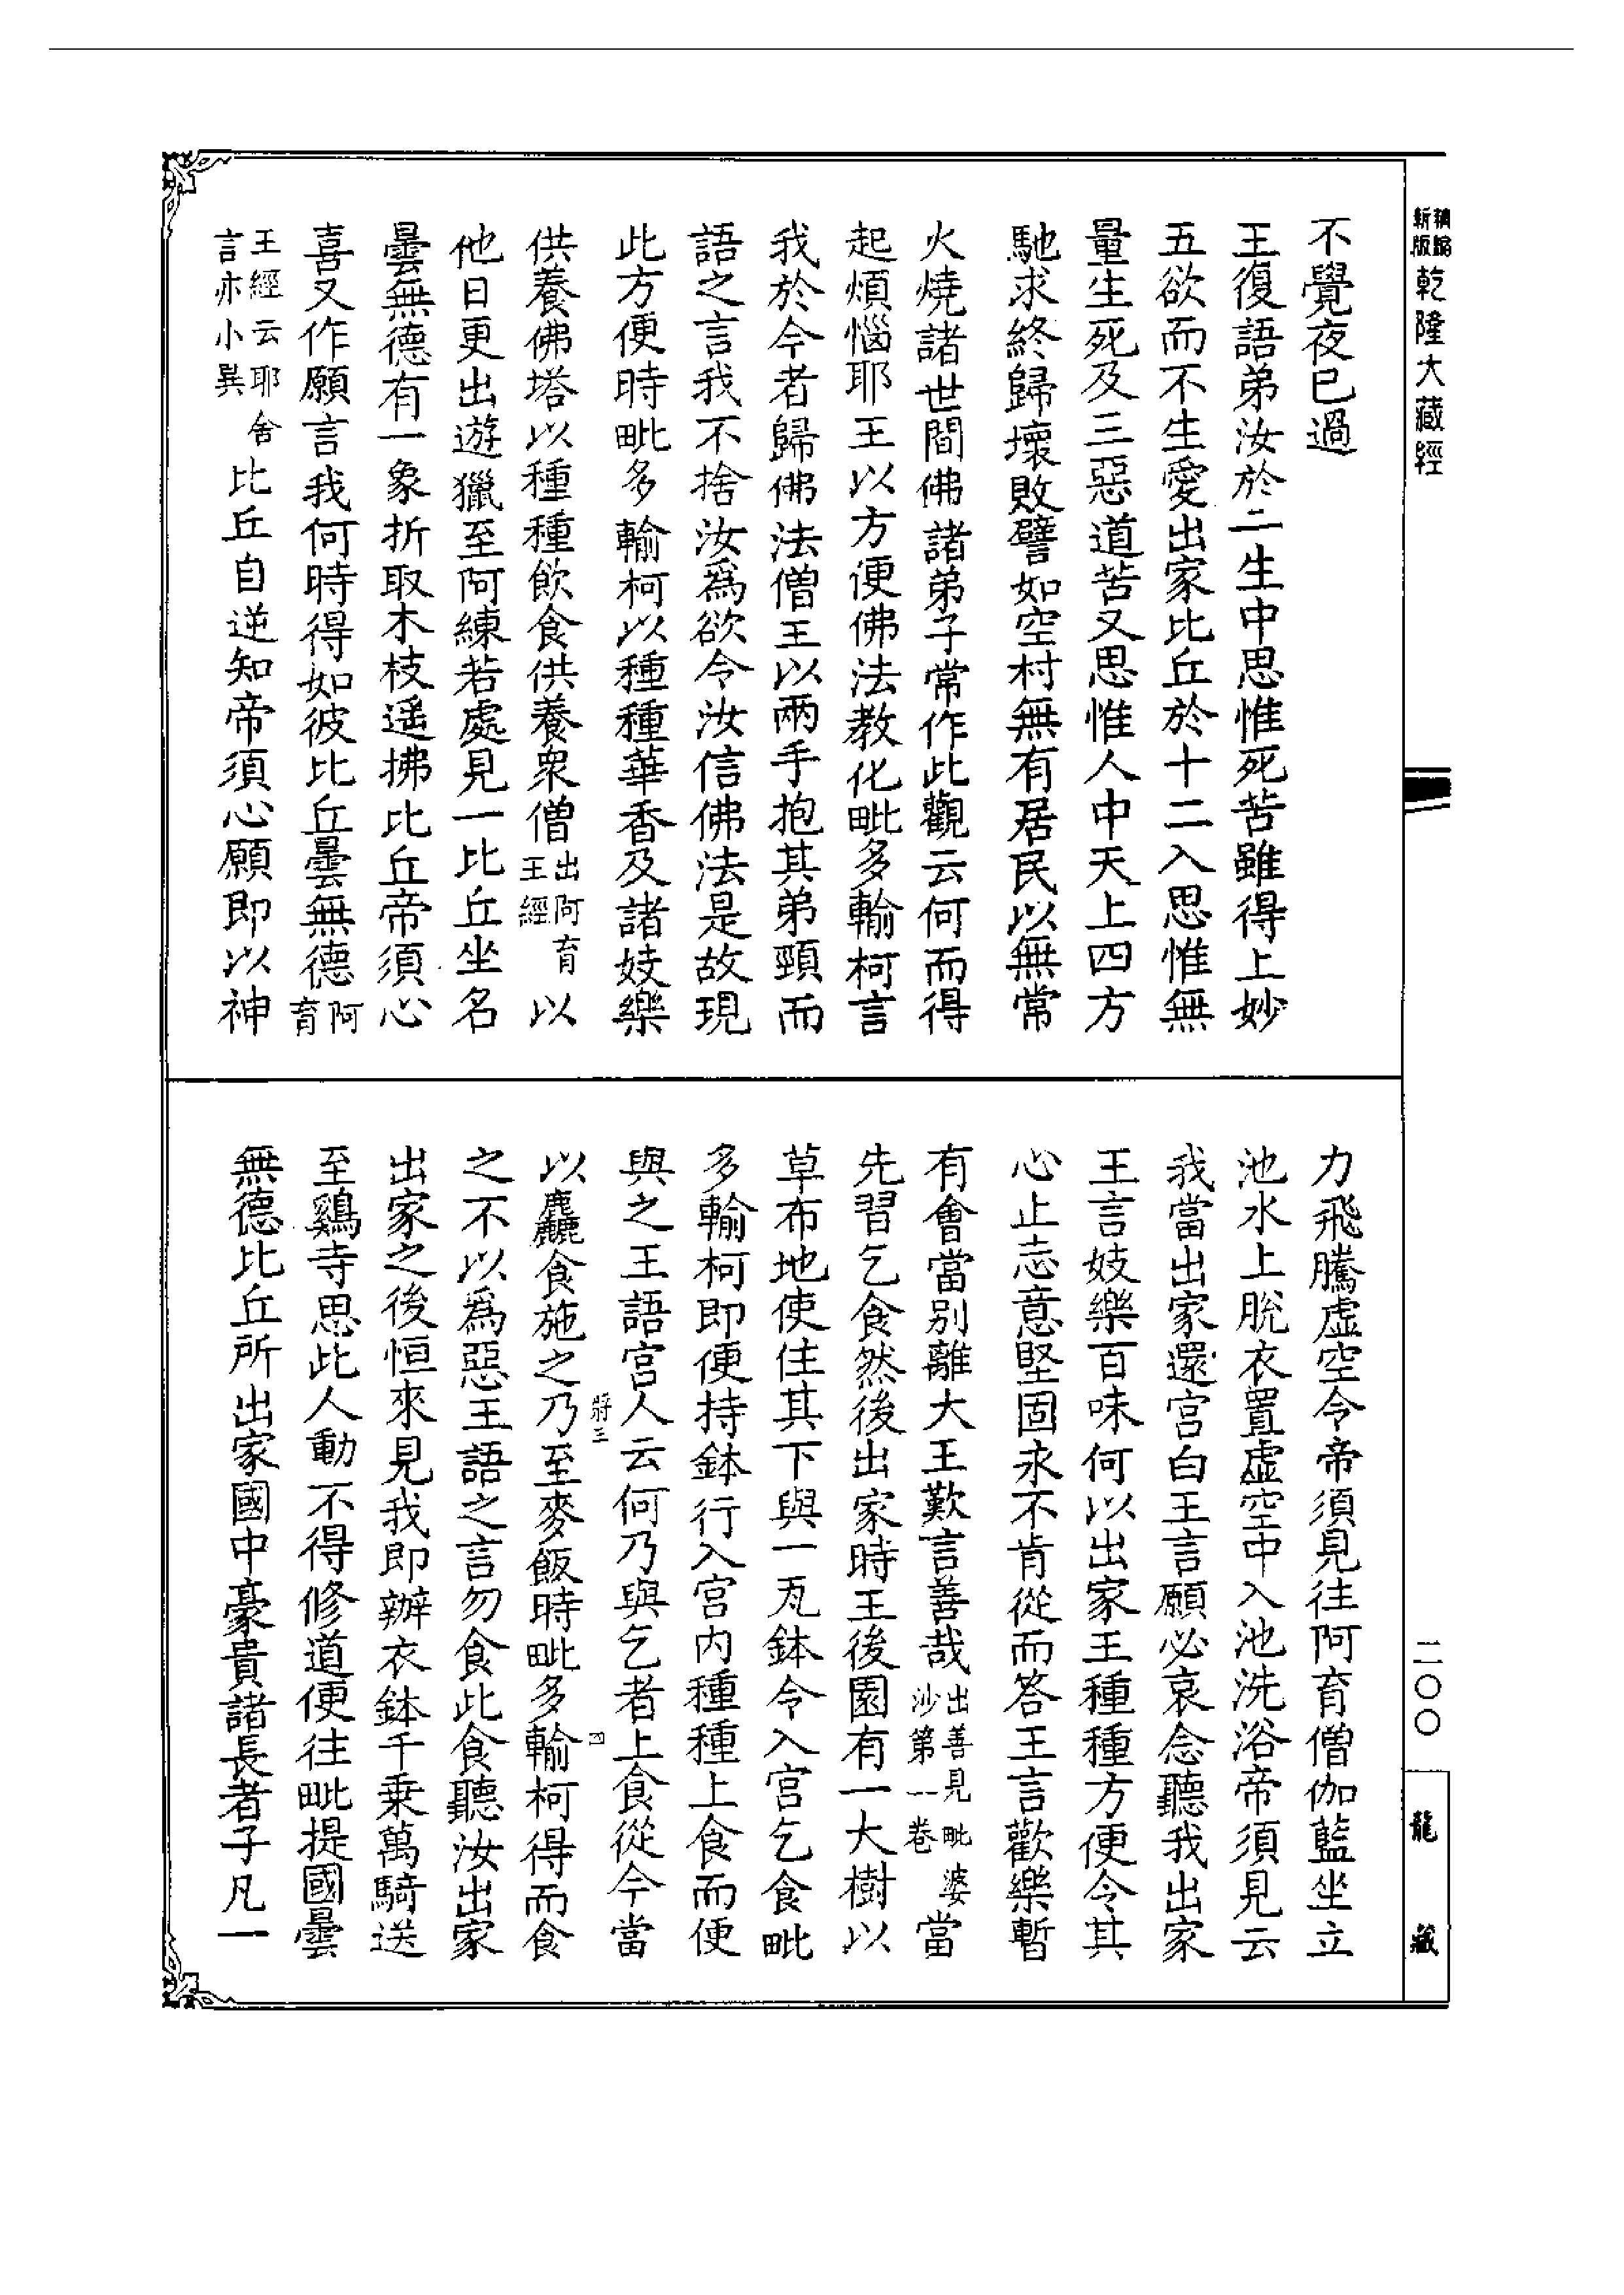 新版
乾隆大藏經
不覺夜已過
王復語弟汝於二生中思惟死苦雖得上妙
五欲而不生愛出家比丘於十二入思惟無
量生死及三惡道苦又思惟人中天上四方
馳求終歸壞敗譬如空村無有居民以無常
火燒諸世間佛諸弟子常作此觀云何而得
起煩惱耶王以方便佛法教化毗多輸柯言
我於今者歸佛法僧王以兩手抱其弟頸而
語之言我不捨汝爲欲令汝信佛法是故現
此方便時毗多輸柯以種種華香及諸妓樂
供養佛塔以種種飲食供養衆僧出阿育王經以
他日更出遊獵至阿練若處見一比丘坐名
曇無德有一象折取木枝遥拂比丘帝須心
喜又作願言我何時得如彼比丘曇無德阿育
王經云耶舍言亦小異比丘自逆知帝須心願即以神
力飛騰虛空令帝須見往阿育僧伽藍坐立
池水上脫衣置虛空中入池洗浴帝須見云
我當出家還宮白王言願必哀念聽我出家
王言妓樂百味何以出家王種種方便令其
心止志意堅固永不肯從而答王言歡樂暫
有會當别離大王歎言善哉出善見毗婆沙第一卷當
先習乞食然後出家時王後園有一大樹以
草布地使住其下與一瓦鉢令入宮乞食毗
多輸柯即便持鉢行入宮内種種上食而便
與之王語宮人云何乃與乞者上食從今當
以麤食施之乃至麥飯時毗多輸柯得而食
之不以爲惡王語之言勿食此食聽汝出家
出家之後恒來見我即辦衣鉢千乗萬騎送
至鷄寺思此人動不得修道便往毗提國曇
無德比丘所出家國中豪貴諸長者子凡一
二〇〇
龍藏